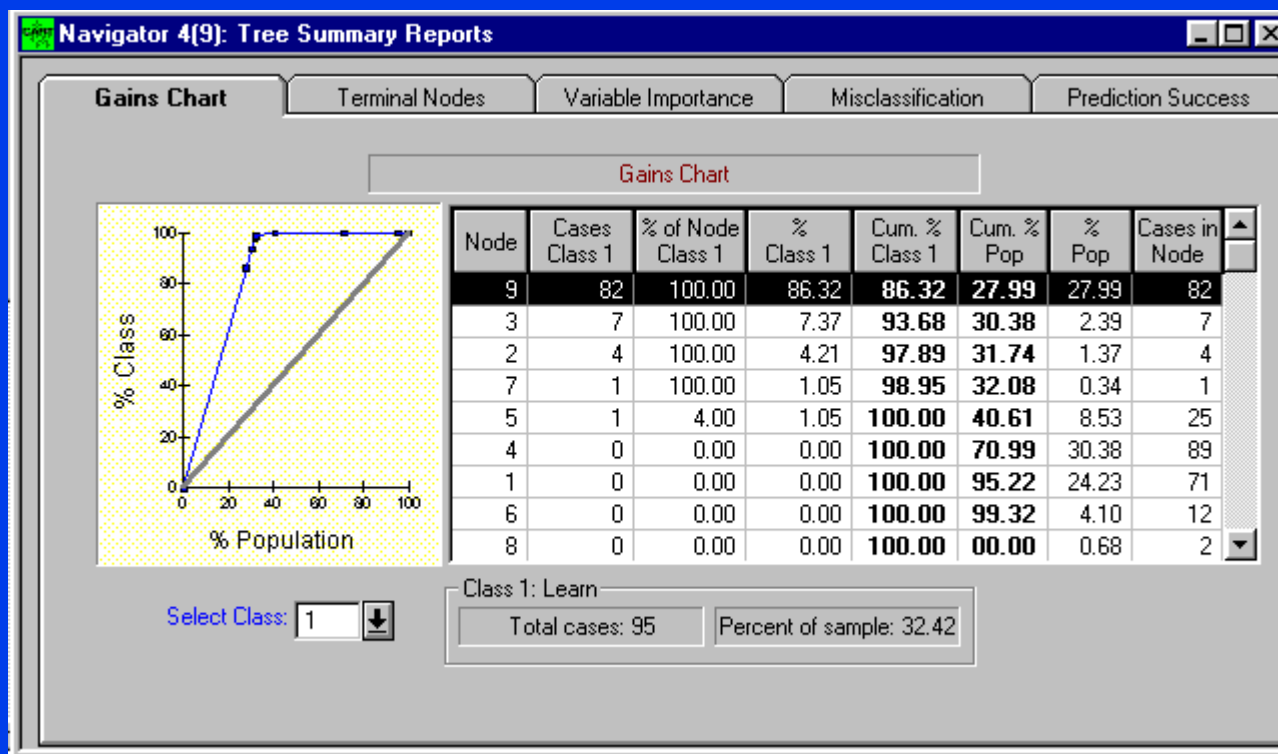 CART Navigator 4(9): Tree Summary Reports
Gains Chart Terminal Nodes Variable Importance Misclassification Prediction Success
Gains Chart
% Class
100
80
60
40
20
0
0 20 40 60 80 100
% Population
Node Cases Class 1 % of Node Class 1 % Class 1 Cum. % Class 1 Cum. % Pop % Pop Cases in Node
9 82 100.00 86.32 86.32 27.99 27.99 82
3 7 100.00 7.37 93.68 30.38 2.39 7
2 4 100.00 4.21 97.89 31.74 1.37 4
7 1 100.00 1.05 98.95 32.08 0.34 1
5 1 4.00 1.05 100.00 40.61 8.53 25
4 0 0.00 0.00 100.00 70.99 30.38 89
1 0 0.00 0.00 100.00 95.22 24.23 71
6 0 0.00 0.00 100.00 99.32 4.10 12
8 0 0.00 0.00 100.00 00.00 0.68 2
Select Class: 1
Class 1: Learn
Total cases: 95 Percent of sample: 32.42